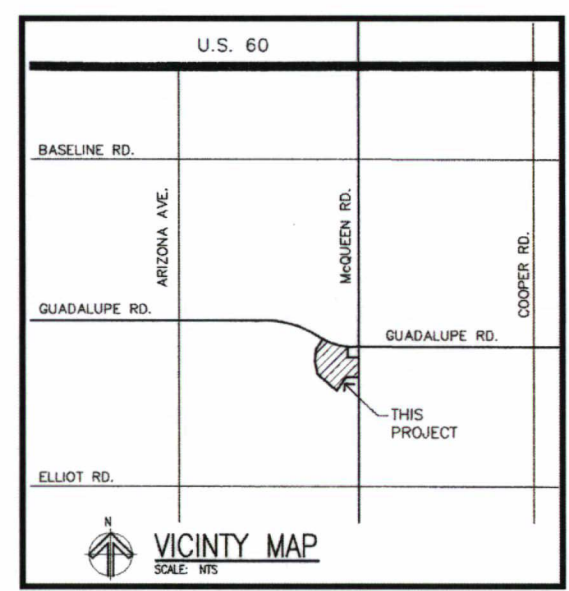 U.S. 60
BASELINE RD.
ARIZONA AVE.
McQUEEN RD.
COOPER RD.
GUADALUPE RD.
GUADALUPE RD.
THIS
PROJECT
ELLIOT RD.
N
VICINTY MAP
SCALE: NTS